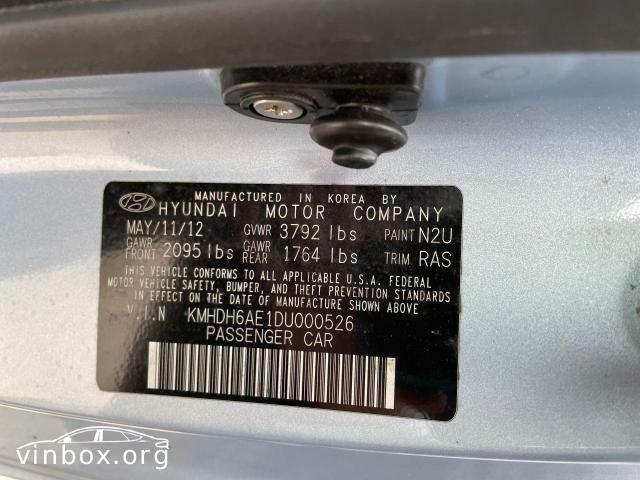 MANUFACTURED IN KOREA BY
HYUNDAI MOTOR COMPANY
MAY/11/12 GVWR 3792 lbs PAINT N2U
GAWR FRONT 2095 lbs GAWR REAR 1764 lbs TRIM RAS
THIS VEHICLE CONFORMS TO ALL APPLICABLE U.S.A. FEDERAL
MOTOR VEHICLE SAFETY, BUMPER, AND THEFT PREVENTION STANDARDS
IN EFFECT ON THE DATE OF MANUFACTURE SHOWN ABOVE.
V.I.N KMHDH6AE1DU000526
PASSENGER CAR
vinbox.org